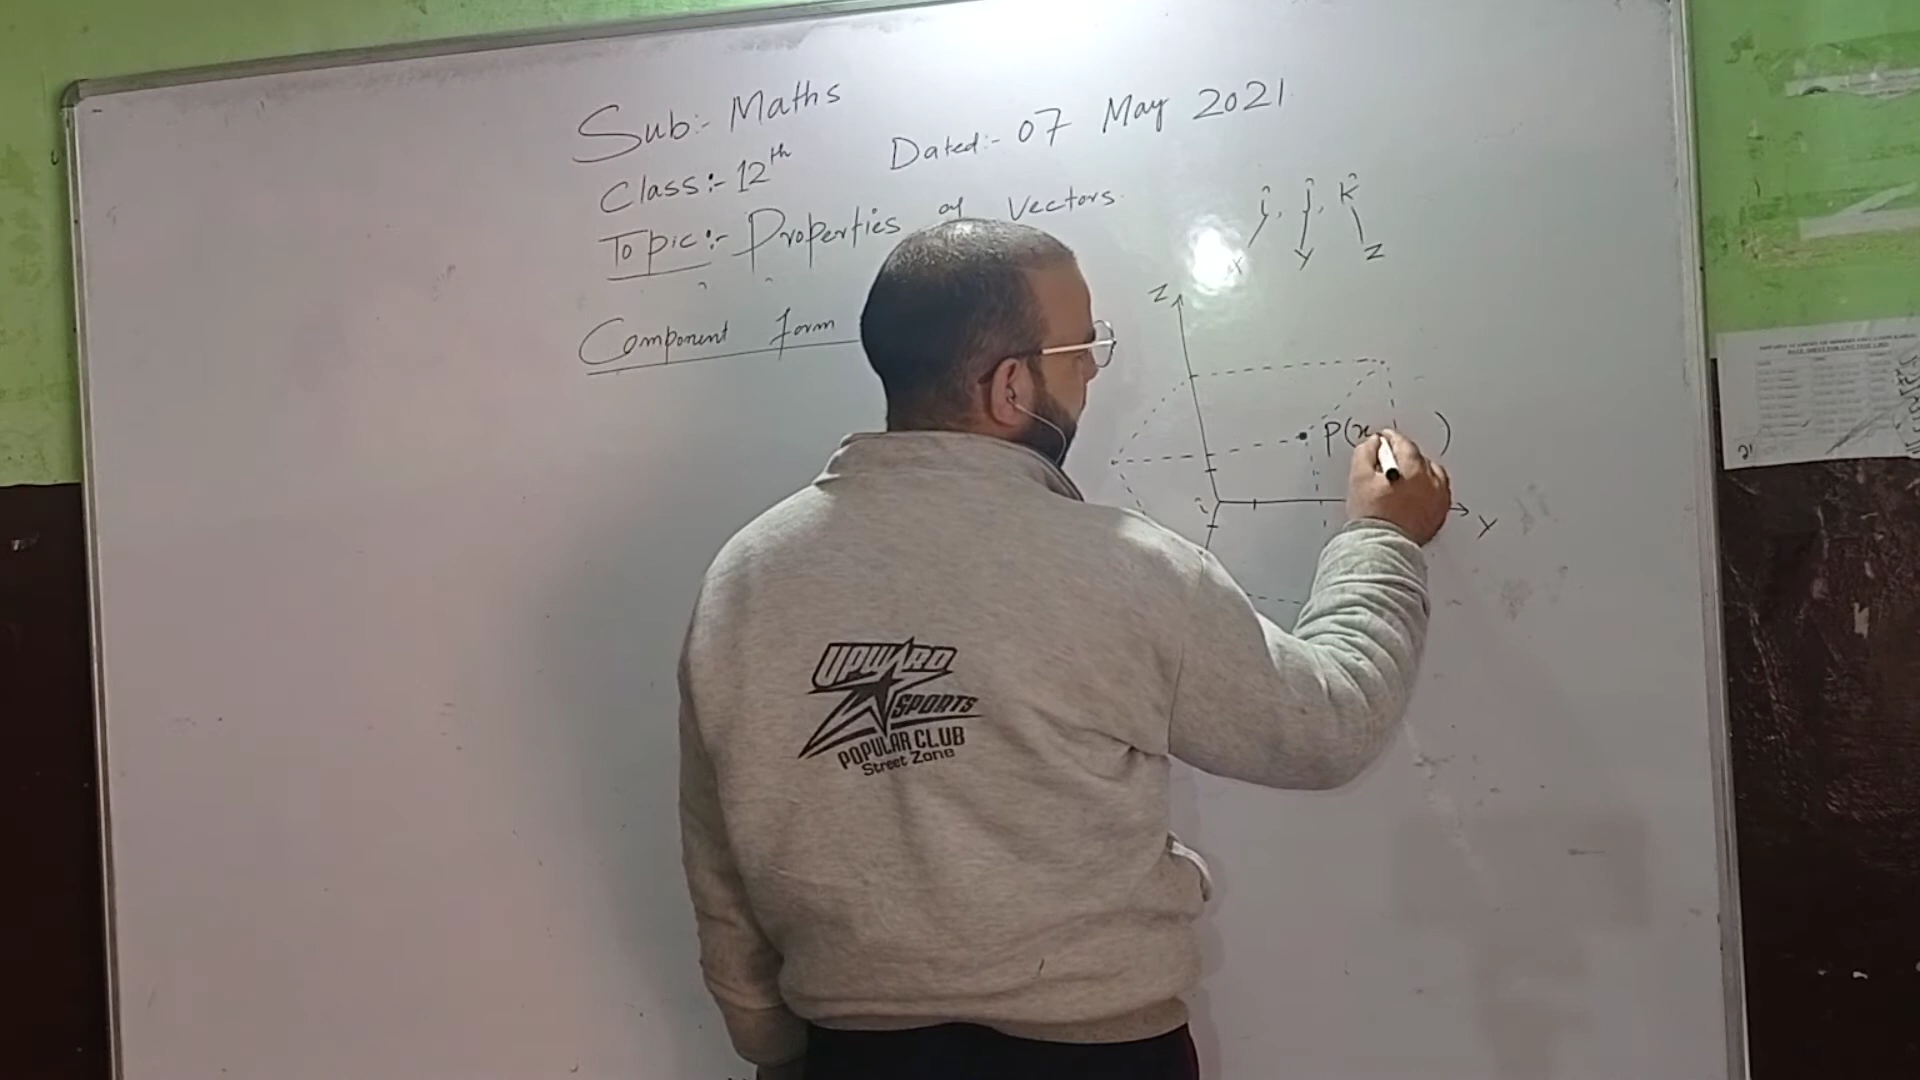 Sub:- Maths
Class:- 12th Dated:- 07 May 2021
Topic:- Properties of Vectors
Component form
î, ĵ, k̂
x y z
Z
P(x )
Y
UPWARD
SPORTS
POPULAR CLUB
Street Zone